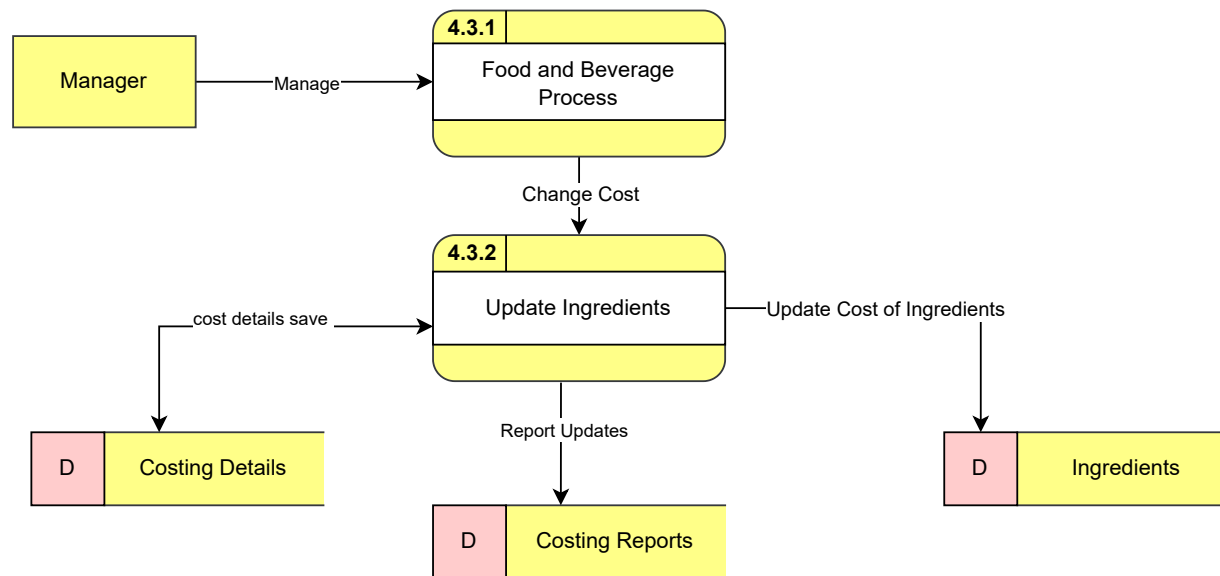 4.3.1
Manager
Manage
Food and Beverage
Process
Change Cost
4.3.2
cost details save
Update Ingredients
Update Cost of Ingredients
Report Updates
D
Costing Details
D
Ingredients
D
Costing Reports